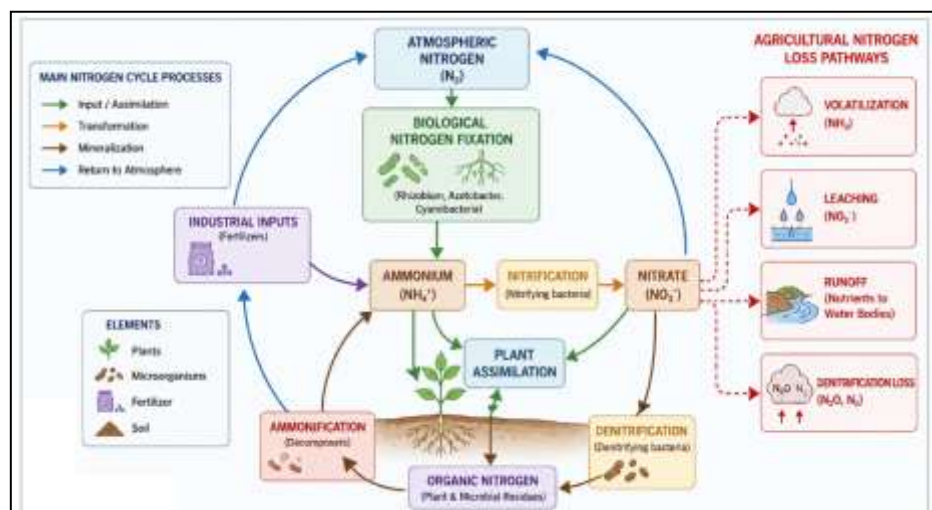 MAIN NITROGEN CYCLE PROCESSES
Input / Assimilation
Transformation
Mineralization
Return to Atmosphere
ATMOSPHERIC
NITROGEN
(N₂)
BIOLOGICAL
NITROGEN FIXATION
(Rhizobium, Azotobacter,
Cyanobacteria)
INDUSTRIAL INPUTS
(Fertilizers)
AMMONIUM
(NH₄⁺)
NITRIFICATION
(Nitrifying bacteria)
NITRATE
(NO₃⁻)
PLANT
ASSIMILATION
ELEMENTS
Plants
Microorganisms
Fertilizer
Soil
AMMONIFICATION
(Decomposers)
DENITRIFICATION
(Denitrifying bacteria)
ORGANIC NITROGEN
(Plant & Microbial Residues)
AGRICULTURAL NITROGEN
LOSS PATHWAYS
VOLATILIZATION
(NH₃)
LEACHING
(NO₃⁻)
RUNOFF
(Nutrients to
Water Bodies)
DENITRIFICATION LOSS
(N₂O, N₂)
N₂O